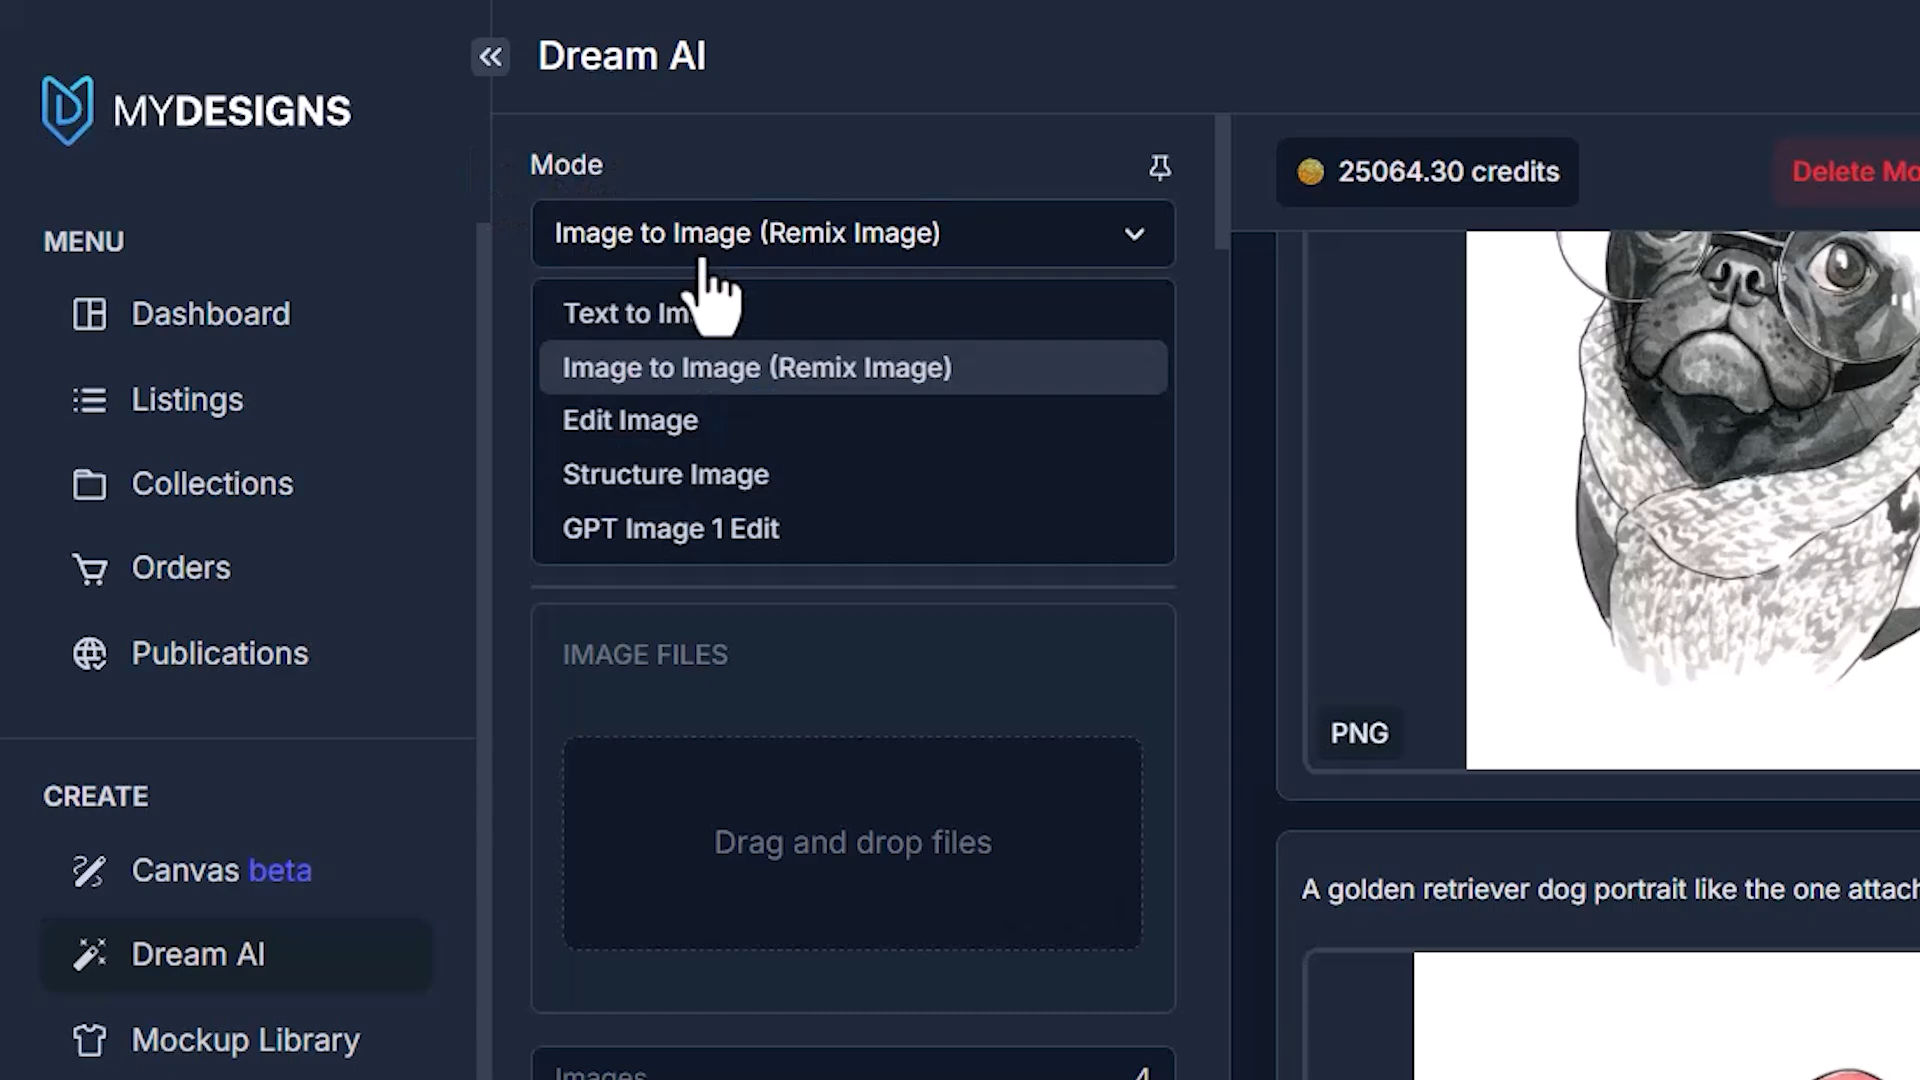 Dream AI
MYDESIGNS
MENU
Dashboard
Listings
Collections
Orders
Publications
CREATE
Canvas beta
Dream AI
Mockup Library
Mode
Image to Image (Remix Image)
Text to Im
Image to Image (Remix Image)
Edit Image
Structure Image
GPT Image 1 Edit
IMAGE FILES
Drag and drop files
Images 4
25064.30 credits
Delete Mo
PNG
A golden retriever dog portrait like the one attach